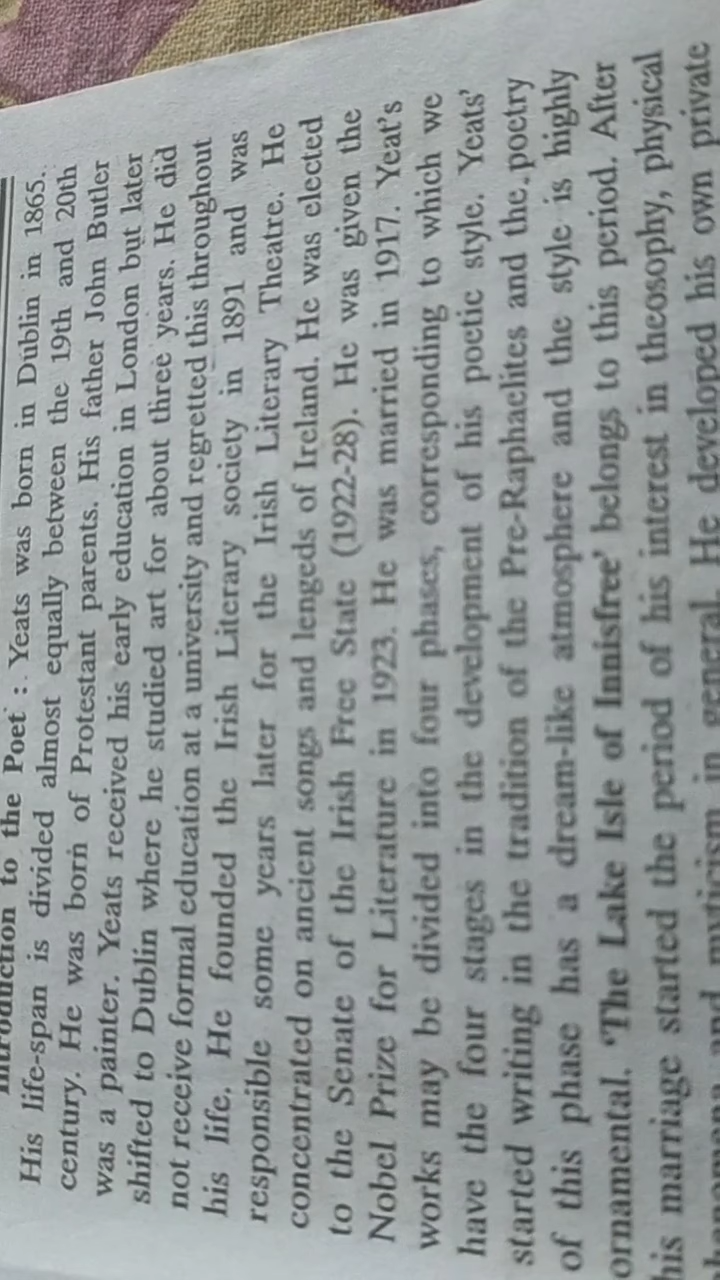 Introduction to the Poet : Yeats was born in Dublin in 1865.
His life-span is divided almost equally between the 19th and 20th
century. He was born of Protestant parents. His father John Butler
was a painter. Yeats received his early education in London but later
shifted to Dublin where he studied art for about three years. He did
not receive formal education at a university and regretted this throughout
his life. He founded the Irish Literary society in 1891 and was
responsible some years later for the Irish Literary Theatre. He
concentrated on ancient songs and lengeds of Ireland. He was elected
to the Senate of the Irish Free State (1922-28). He was given the
Nobel Prize for Literature in 1923. He was married in 1917. Yeat's
works may be divided into four phases, corresponding to which we
have the four stages in the development of his poetic style. Yeats'
started writing in the tradition of the Pre-Raphaelites and the poetry
of this phase has a dream-like atmosphere and the style is highly
ornamental. 'The Lake Isle of Innisfree' belongs to this period. After
his marriage started the period of his interest in theosophy, physical
and myticism in general. He developed his own private